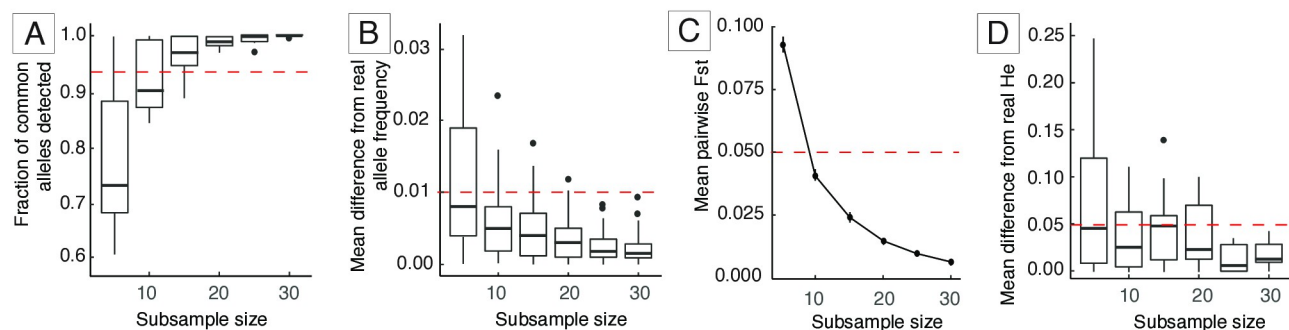 A
Fraction of common
alleles detected
1.0
0.9
0.8
0.7
0.6
10
20
30
Subsample size
B
Mean difference from real
allele frequency
0.03
0.02
0.01
0.00
10
20
30
Subsample size
C
Mean pairwise Fst
0.100
0.075
0.050
0.025
0.000
10
20
30
Subsample size
D
Mean difference from real He
0.25
0.20
0.15
0.10
0.05
0.00
10
20
30
Subsample size